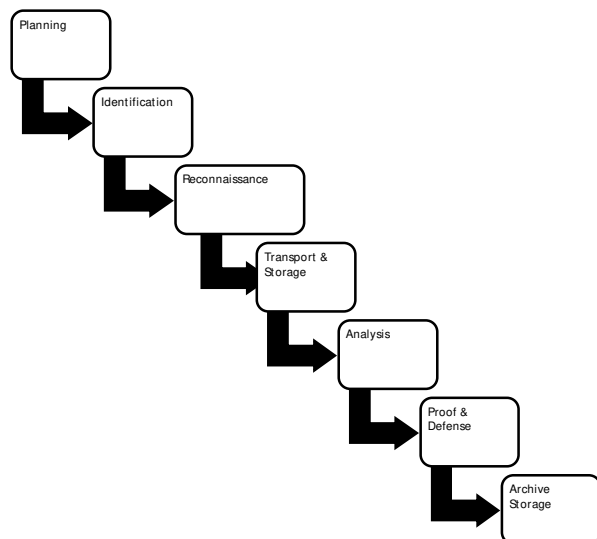 Planning
Identification
Reconnaissance
Transport &
Storage
Analysis
Proof &
Defense
Archive
Storage